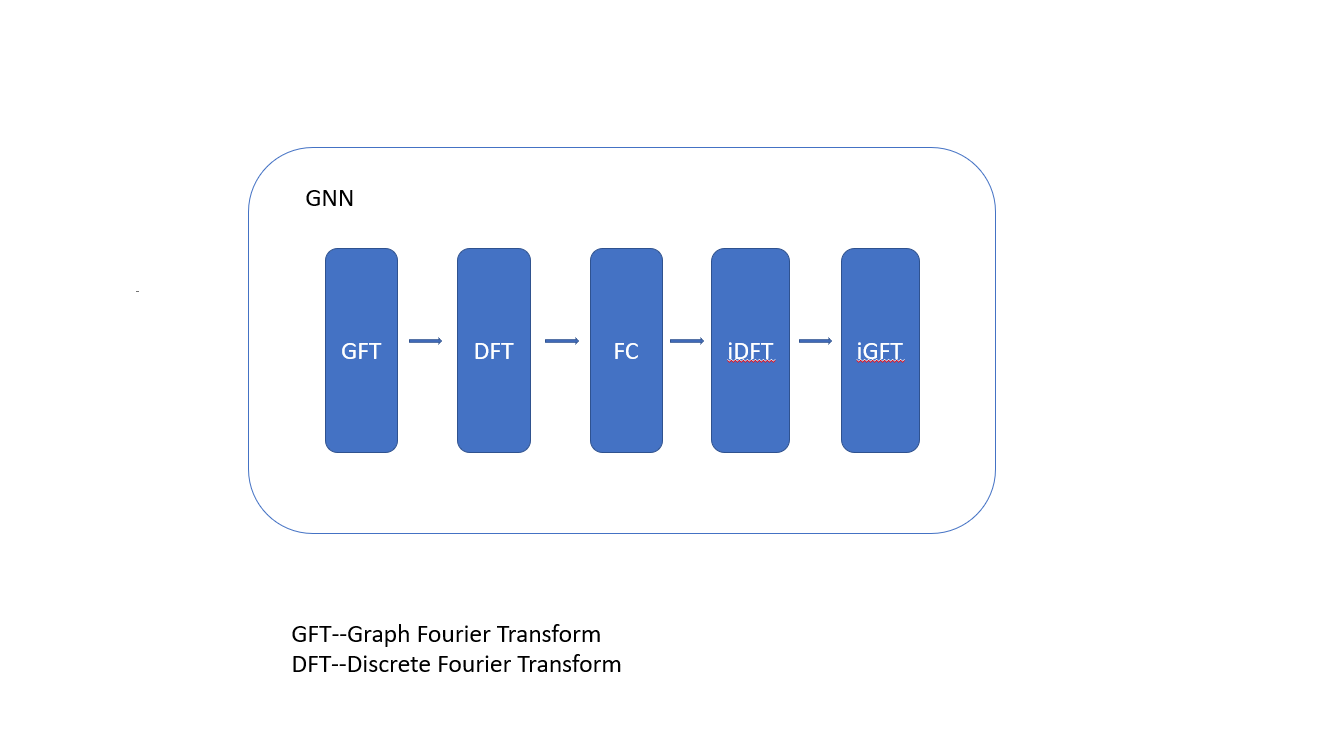 GNN
GFT
DFT
FC
iDFT
iGFT
GFT--Graph Fourier Transform
DFT--Discrete Fourier Transform